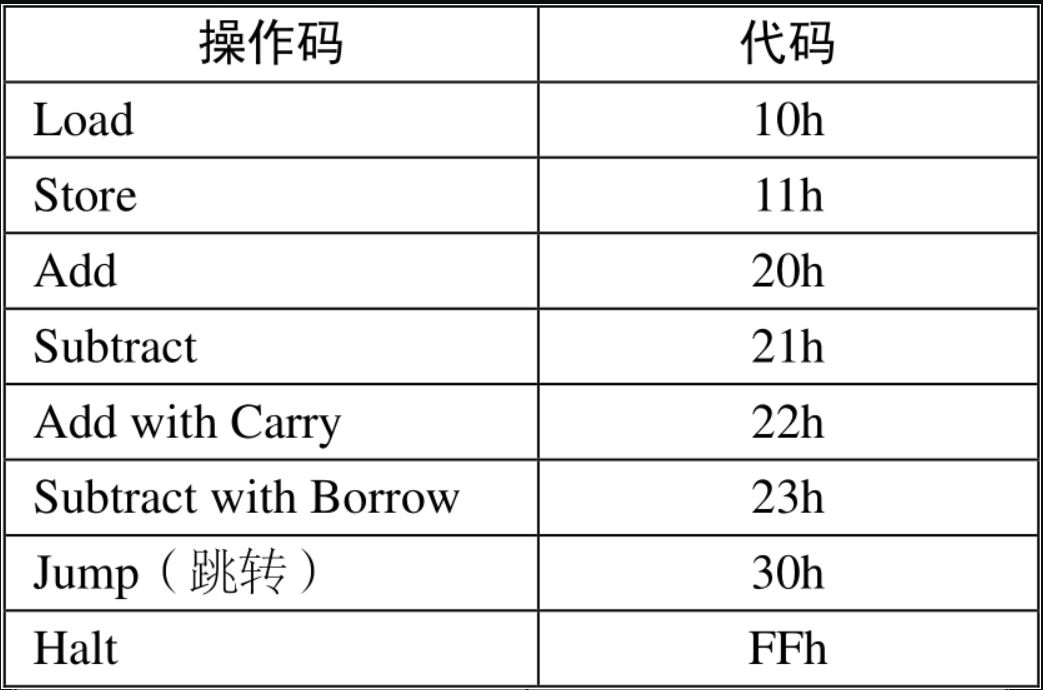 操作码 代码
Load 10h
Store 11h
Add 20h
Subtract 21h
Add with Carry 22h
Subtract with Borrow 23h
Jump（跳转） 30h
Halt FFh